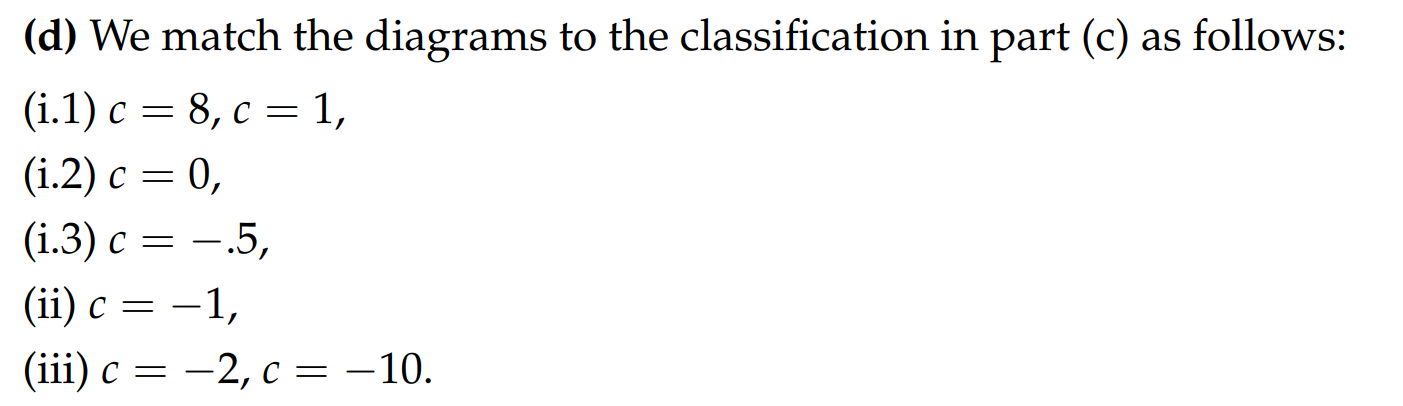 (d) We match the diagrams to the classification in part (c) as follows:
(i.1) c = 8, c = 1,
(i.2) c = 0,
(i.3) c = −.5,
(ii) c = −1,
(iii) c = −2, c = −10.